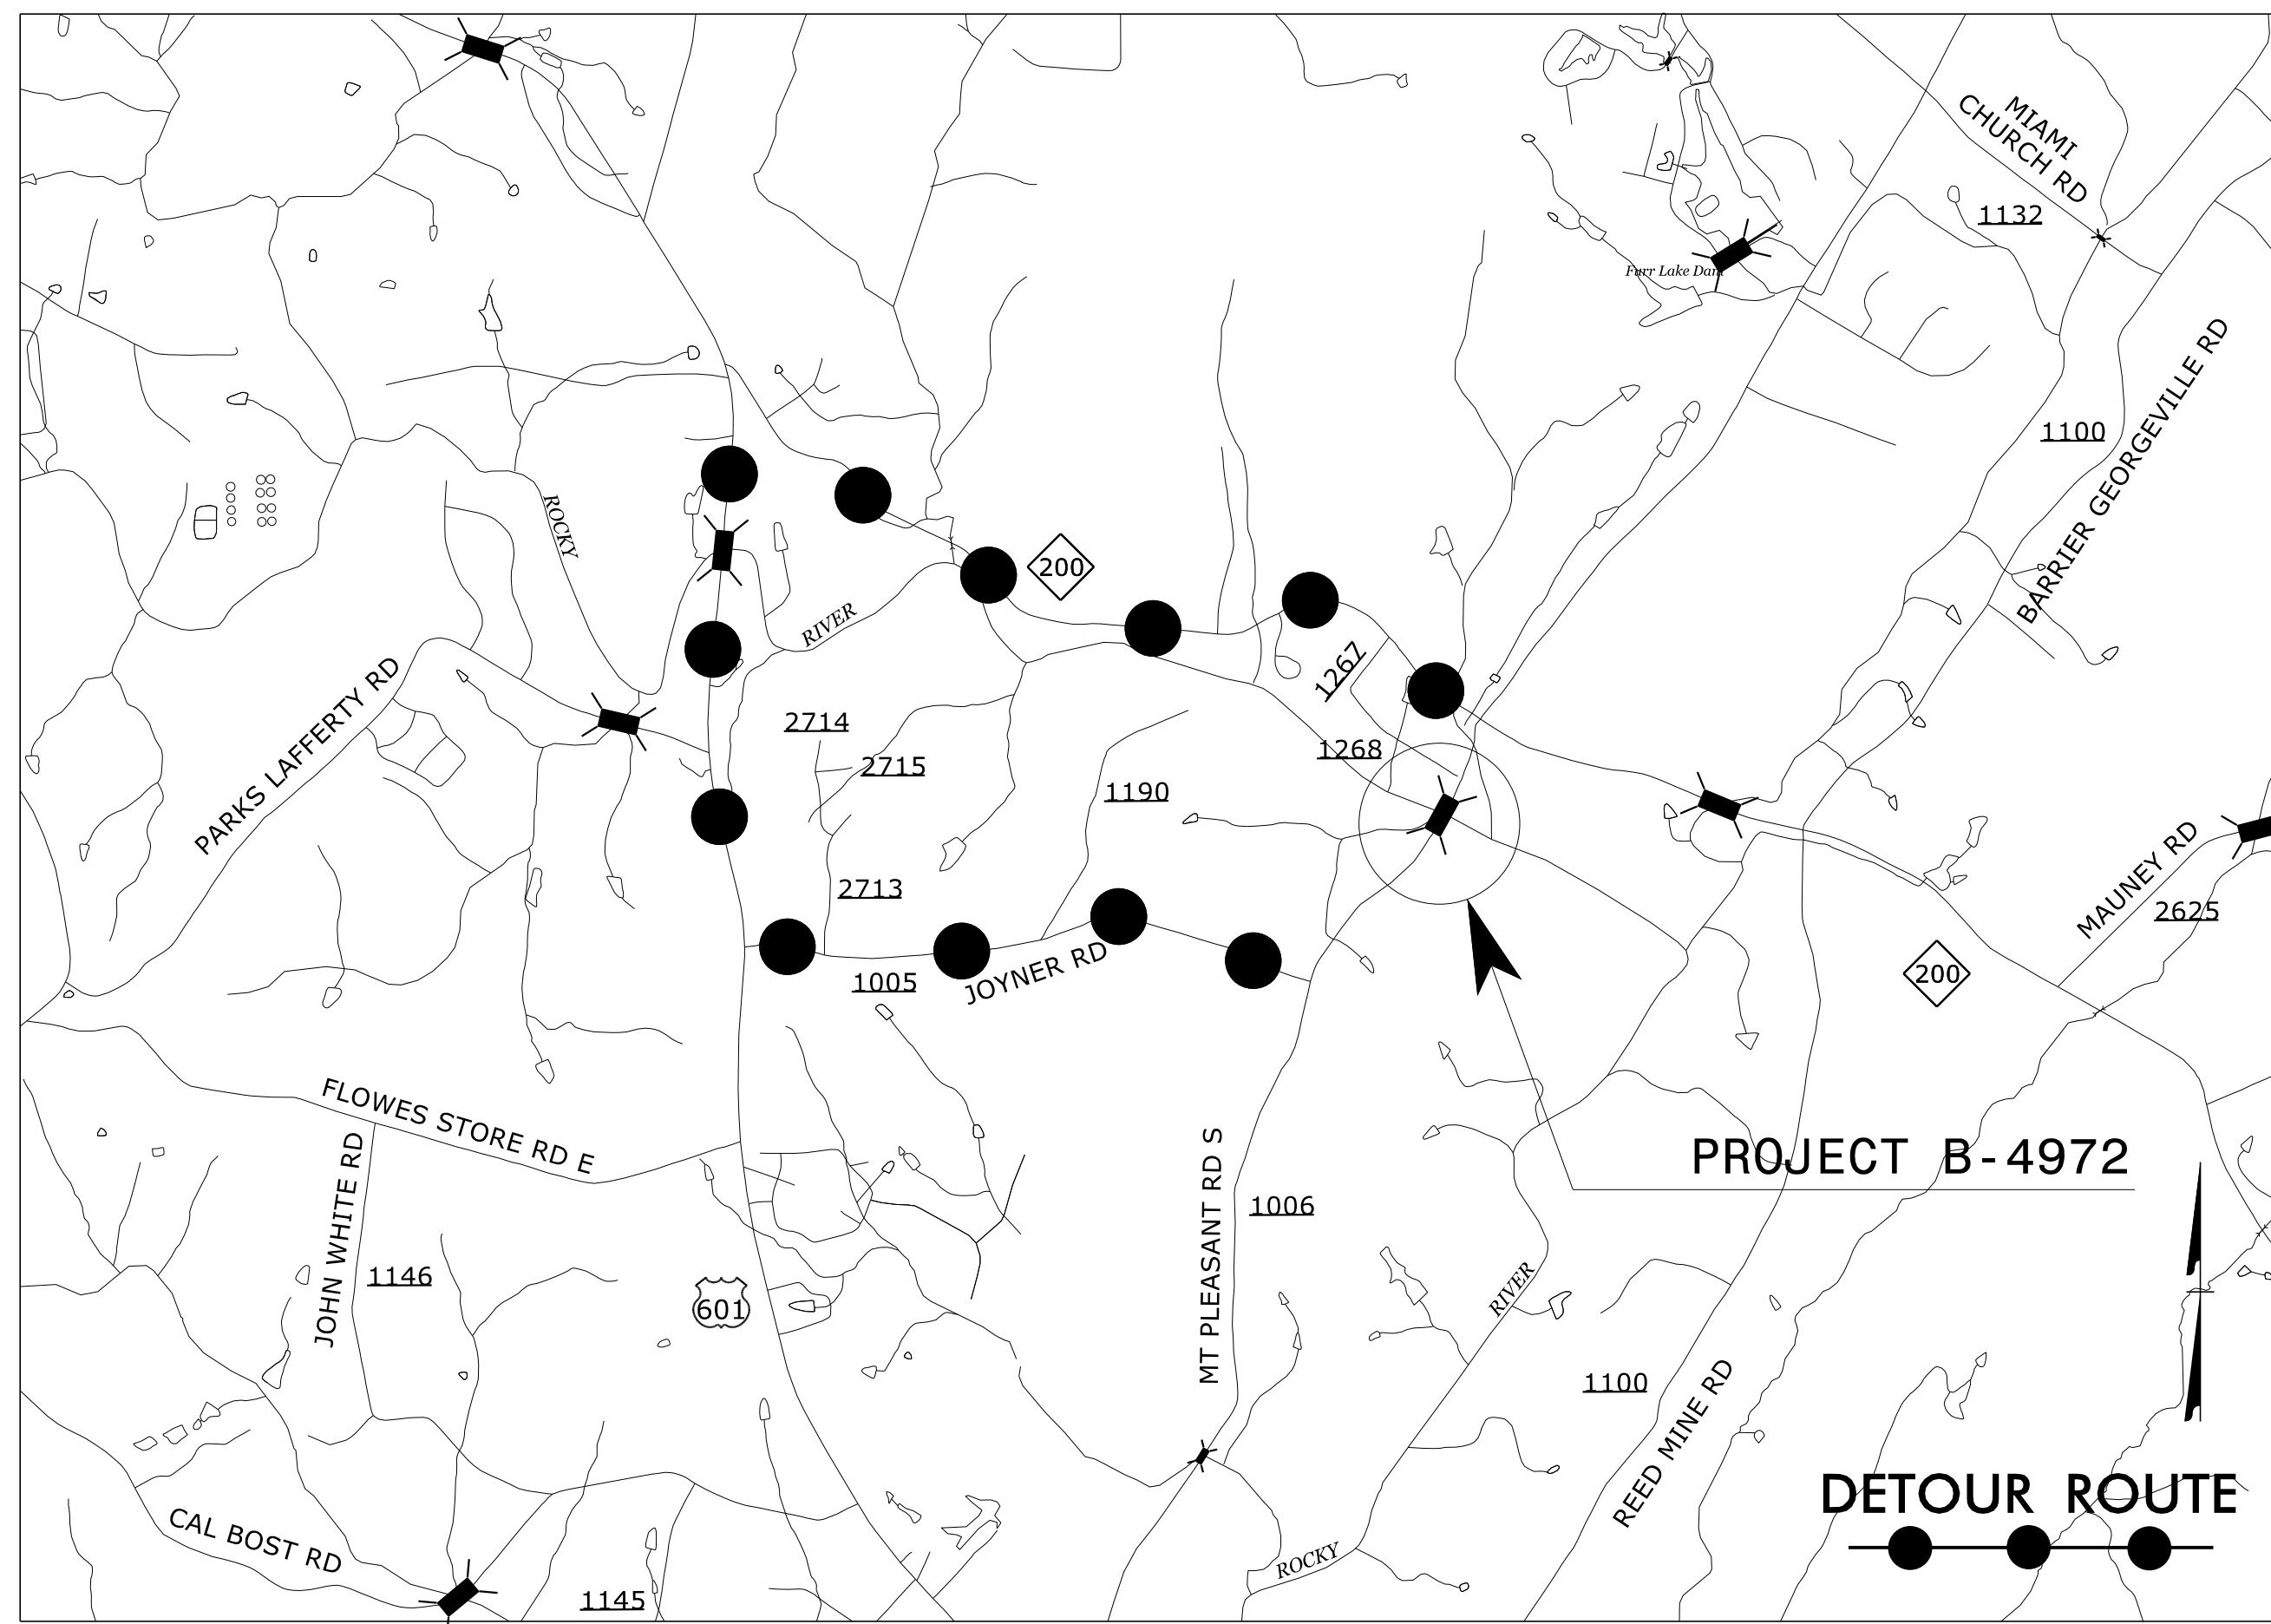 MIAMI
CHURCH RD
1132
Furr Lake Dam
1100
BARRIER GEORGEVILLE RD
ROCKY
200
RIVER
1267
PARKS LAFFERTY RD
2714
1268
2715
1190
MAUNEY RD
2713
2625
JOYNER RD
1005
200
FLOWES STORE RD E
JOHN WHITE RD
PROJECT B-4972
MT PLEASANT RD S
1006
1146
601
RIVER
1100
REED MINE RD
DETOUR ROUTE
CAL BOST RD
ROCKY
1145